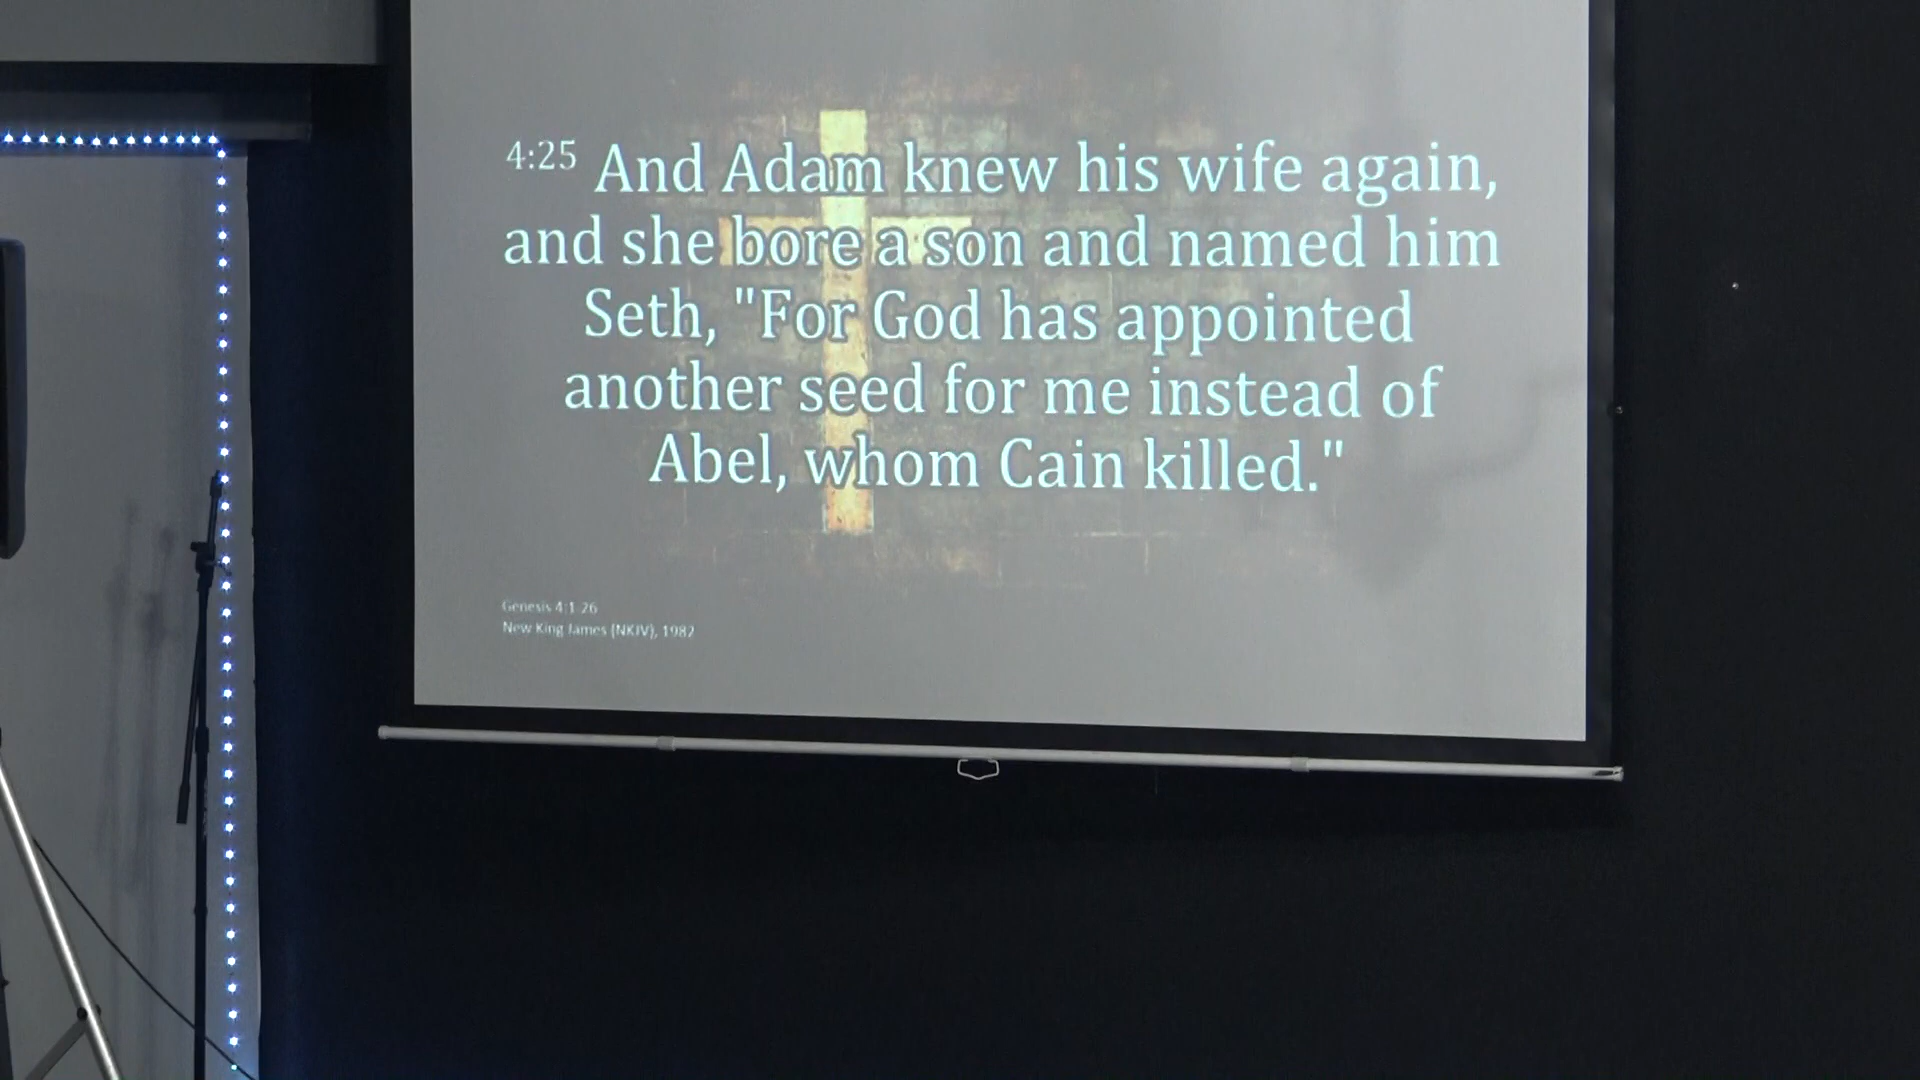 4:25 And Adam knew his wife again,
and she bore a son and named him
Seth, "For God has appointed
another seed for me instead of
Abel, whom Cain killed."
Genesis 4:1-26
New King James (NKJV), 1982